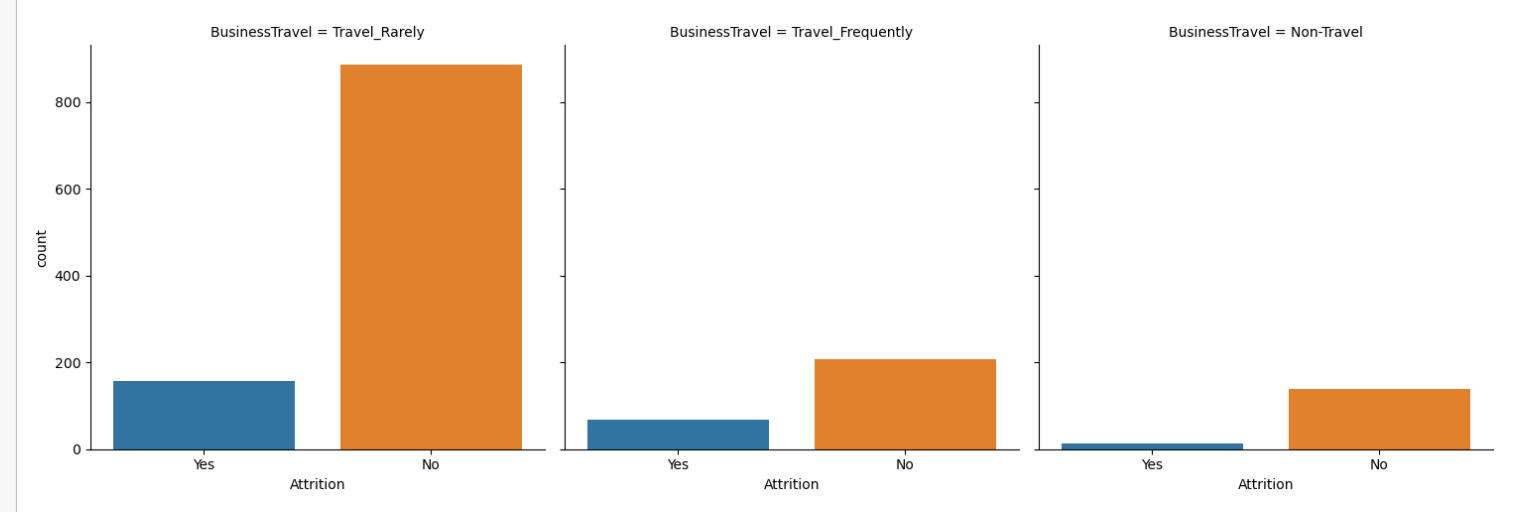 BusinessTravel = Travel_Rarely
BusinessTravel = Travel_Frequently
BusinessTravel = Non-Travel
count
800
600
400
200
0
Yes
No
Yes
No
Yes
No
Attrition
Attrition
Attrition